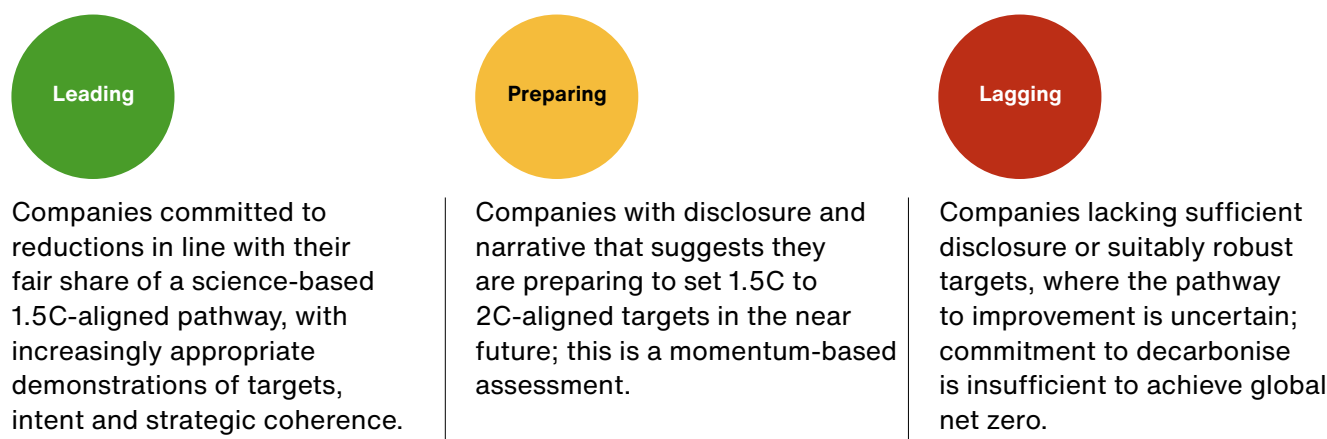 Leading
Companies committed to
reductions in line with their
fair share of a science-based
1.5C-aligned pathway, with
increasingly appropriate
demonstrations of targets,
intent and strategic coherence.
Preparing
Companies with disclosure and
narrative that suggests they
are preparing to set 1.5C to
2C-aligned targets in the near
future; this is a momentum-based
assessment.
Lagging
Companies lacking sufficient
disclosure or suitably robust
targets, where the pathway
to improvement is uncertain;
commitment to decarbonise
is insufficient to achieve global
net zero.